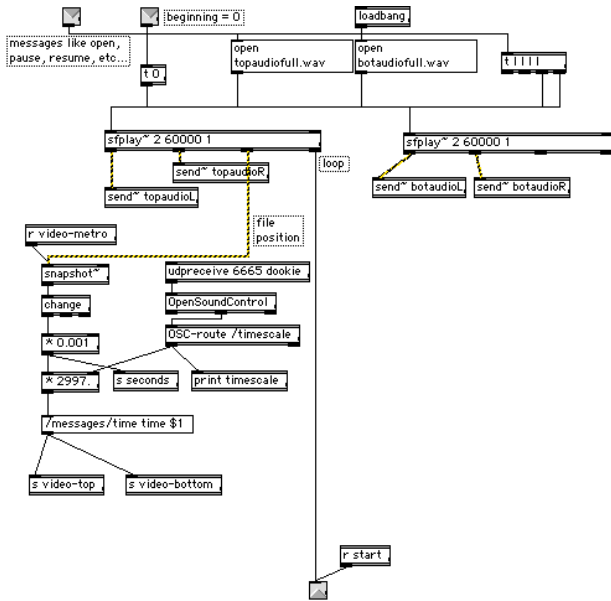 beginning = 0
loadbang
messages like open,
pause, resume, etc...
open
topaudiofull.wav
open
botaudiofull.wav
t l l l l
t 0
sfplay~ 2 60000 1
sfplay~ 2 60000 1
loop
send~ topaudioR
send~ topaudioL
send~ botaudioL
send~ botaudioR
file
position
r video-metro
snapshot~
udpreceive 6665 dookie
change
OpenSoundControl
* 0.001
OSC-route /timescale
* 2997.
s seconds
print timescale
/messages/time time $1
s video-top
s video-bottom
r start